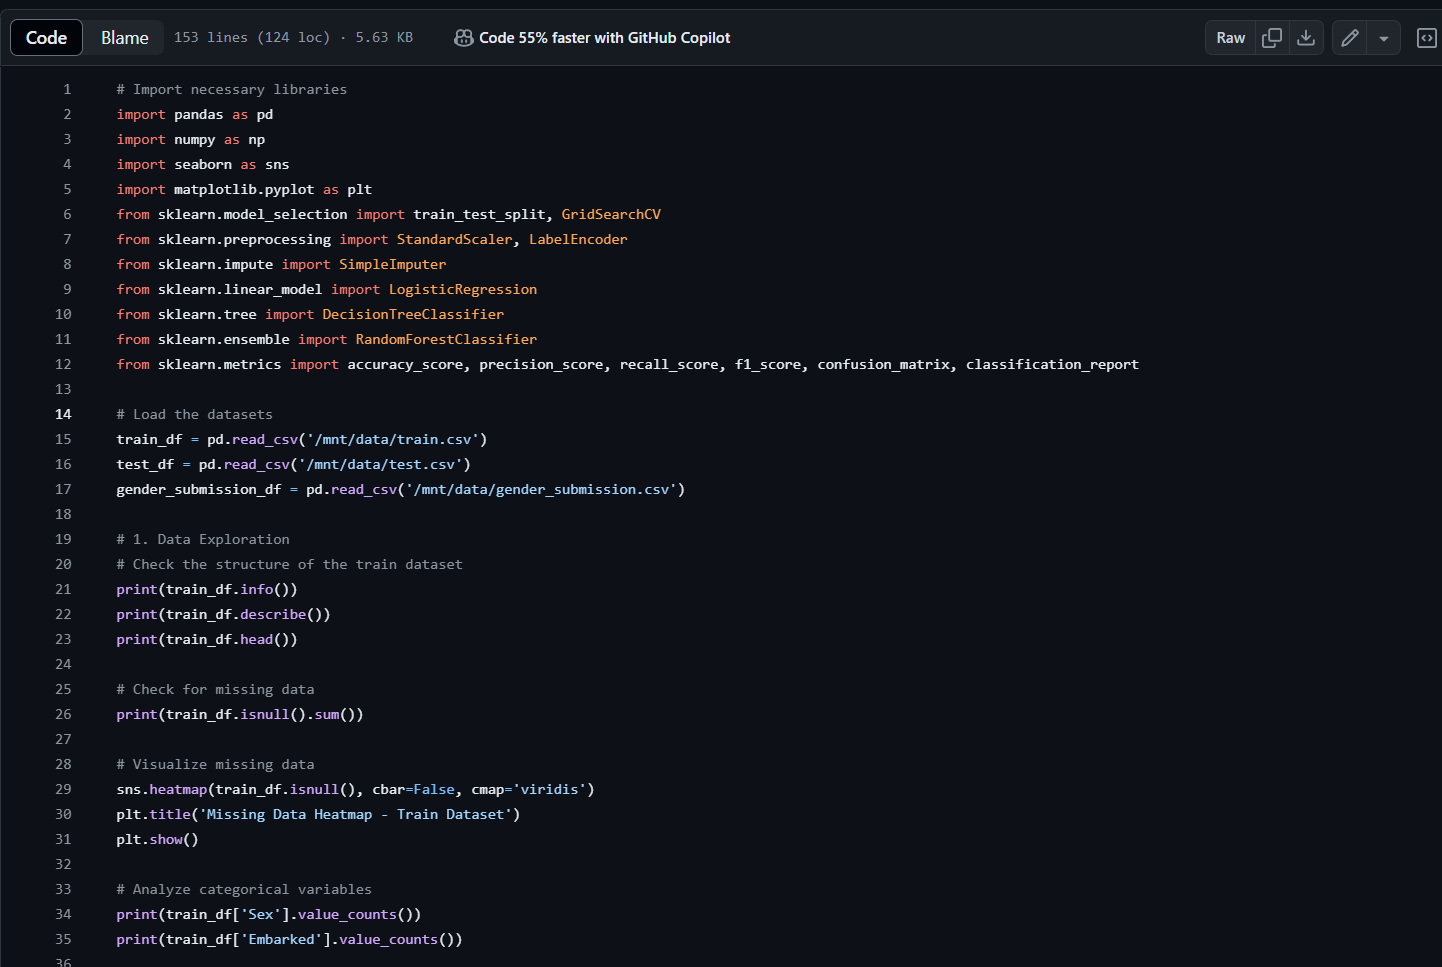 Code Blame 153 lines (124 loc) · 5.63 KB Code 55% faster with GitHub Copilot Raw
1 # Import necessary libraries
2 import pandas as pd
3 import numpy as np
4 import seaborn as sns
5 import matplotlib.pyplot as plt
6 from sklearn.model_selection import train_test_split, GridSearchCV
7 from sklearn.preprocessing import StandardScaler, LabelEncoder
8 from sklearn.impute import SimpleImputer
9 from sklearn.linear_model import LogisticRegression
10 from sklearn.tree import DecisionTreeClassifier
11 from sklearn.ensemble import RandomForestClassifier
12 from sklearn.metrics import accuracy_score, precision_score, recall_score, f1_score, confusion_matrix, classification_report
13
14 # Load the datasets
15 train_df = pd.read_csv('/mnt/data/train.csv')
16 test_df = pd.read_csv('/mnt/data/test.csv')
17 gender_submission_df = pd.read_csv('/mnt/data/gender_submission.csv')
18
19 # 1. Data Exploration
20 # Check the structure of the train dataset
21 print(train_df.info())
22 print(train_df.describe())
23 print(train_df.head())
24
25 # Check for missing data
26 print(train_df.isnull().sum())
27
28 # Visualize missing data
29 sns.heatmap(train_df.isnull(), cbar=False, cmap='viridis')
30 plt.title('Missing Data Heatmap - Train Dataset')
31 plt.show()
32
33 # Analyze categorical variables
34 print(train_df['Sex'].value_counts())
35 print(train_df['Embarked'].value_counts())
36